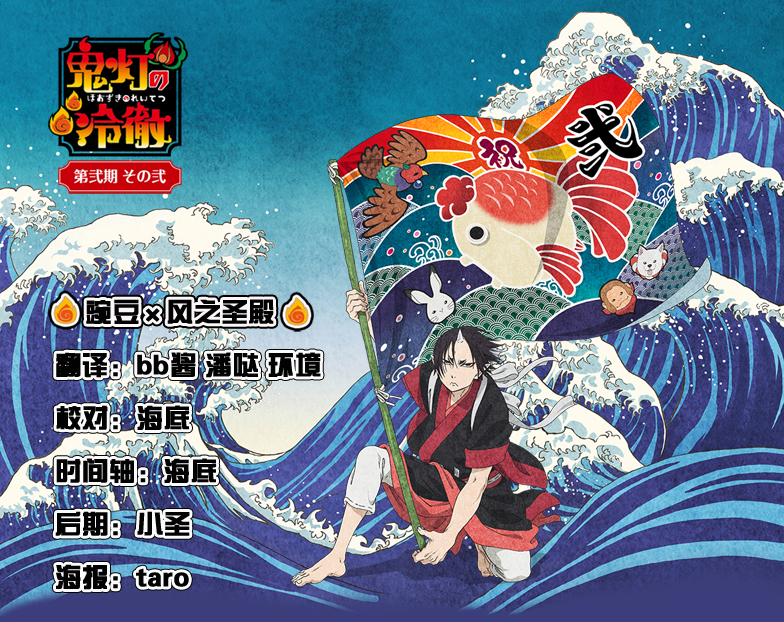 鬼灯の
ほおずきのれいてつ
冷徹
第弐期 その弐
祝
弐
豌豆×风之圣殿
翻译：bb酱 潘哒 环境
校对：海底
时间轴：海底
后期：小圣
海报：taro